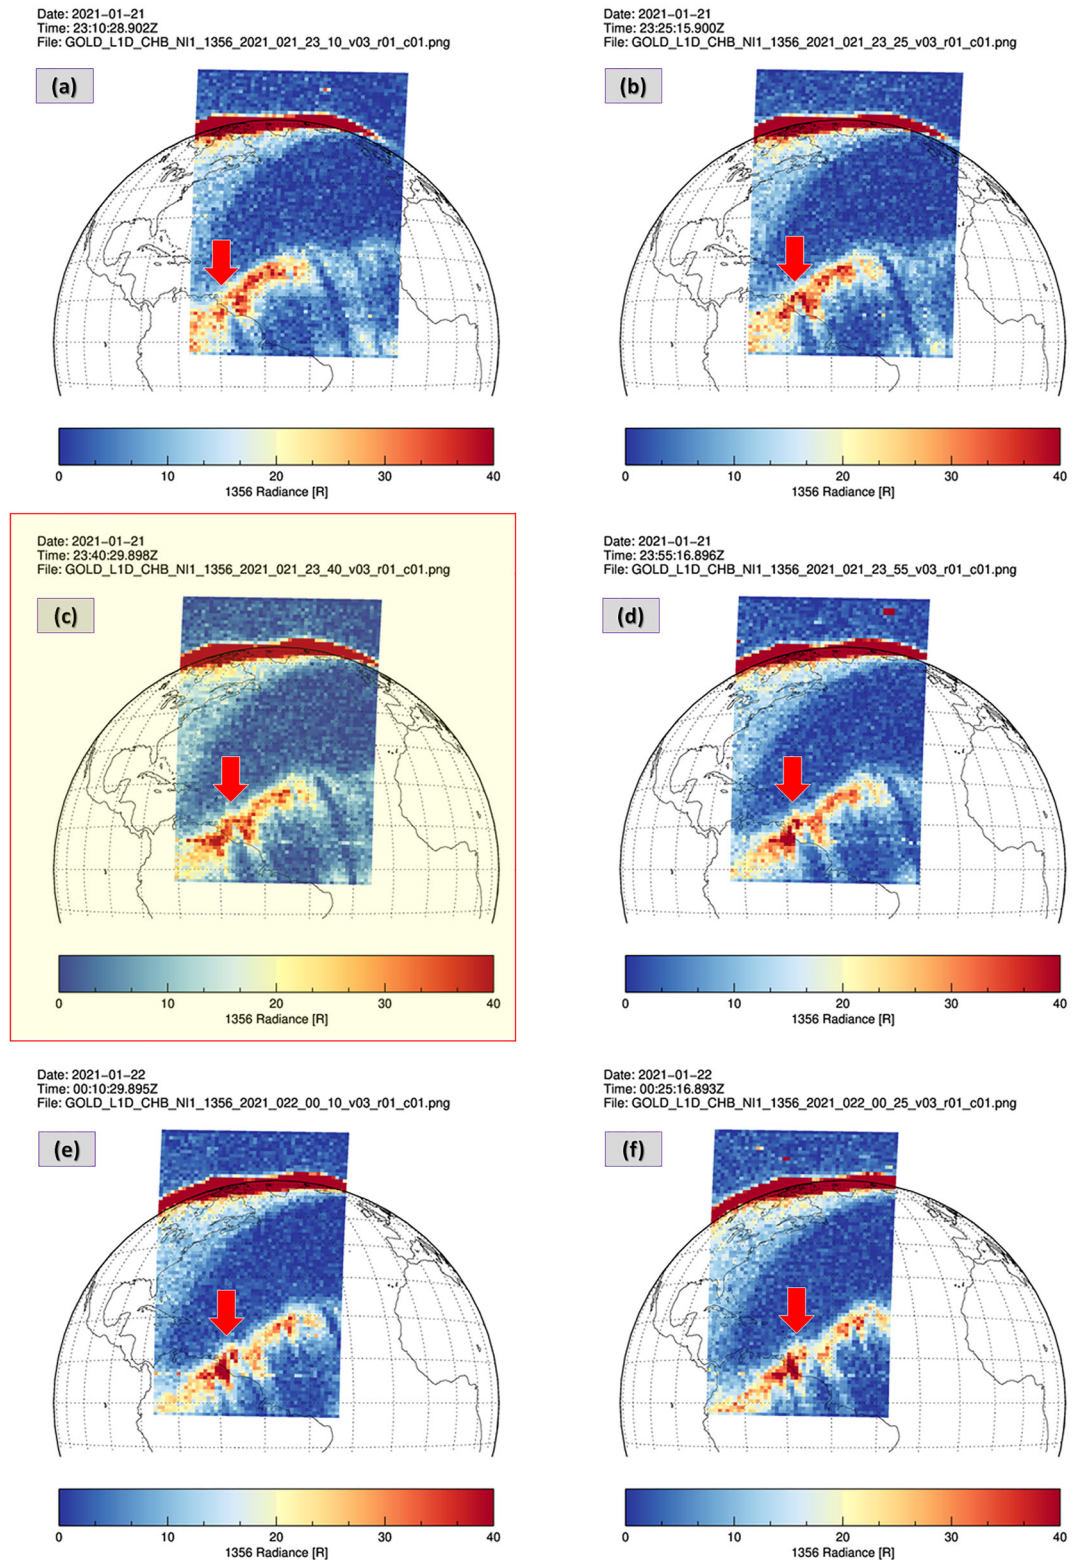 Date: 2021-01-21
Time: 23:10:28.902Z
File: GOLD_L1D_CHB_NI1_1356_2021_021_23_10_v03_r01_c01.png
(a)
0 10 20 30 40
1356 Radiance [R]
Date: 2021-01-21
Time: 23:25:15.900Z
File: GOLD_L1D_CHB_NI1_1356_2021_021_23_25_v03_r01_c01.png
(b)
0 10 20 30 40
1356 Radiance [R]
Date: 2021-01-21
Time: 23:40:29.898Z
File: GOLD_L1D_CHB_NI1_1356_2021_021_23_40_v03_r01_c01.png
(c)
0 10 20 30 40
1356 Radiance [R]
Date: 2021-01-21
Time: 23:55:16.896Z
File: GOLD_L1D_CHB_NI1_1356_2021_021_23_55_v03_r01_c01.png
(d)
0 10 20 30 40
1356 Radiance [R]
Date: 2021-01-22
Time: 00:10:29.895Z
File: GOLD_L1D_CHB_NI1_1356_2021_022_00_10_v03_r01_c01.png
(e)
0 10 20 30 40
1356 Radiance [R]
Date: 2021-01-22
Time: 00:25:16.893Z
File: GOLD_L1D_CHB_NI1_1356_2021_022_00_25_v03_r01_c01.png
(f)
0 10 20 30 40
1356 Radiance [R]